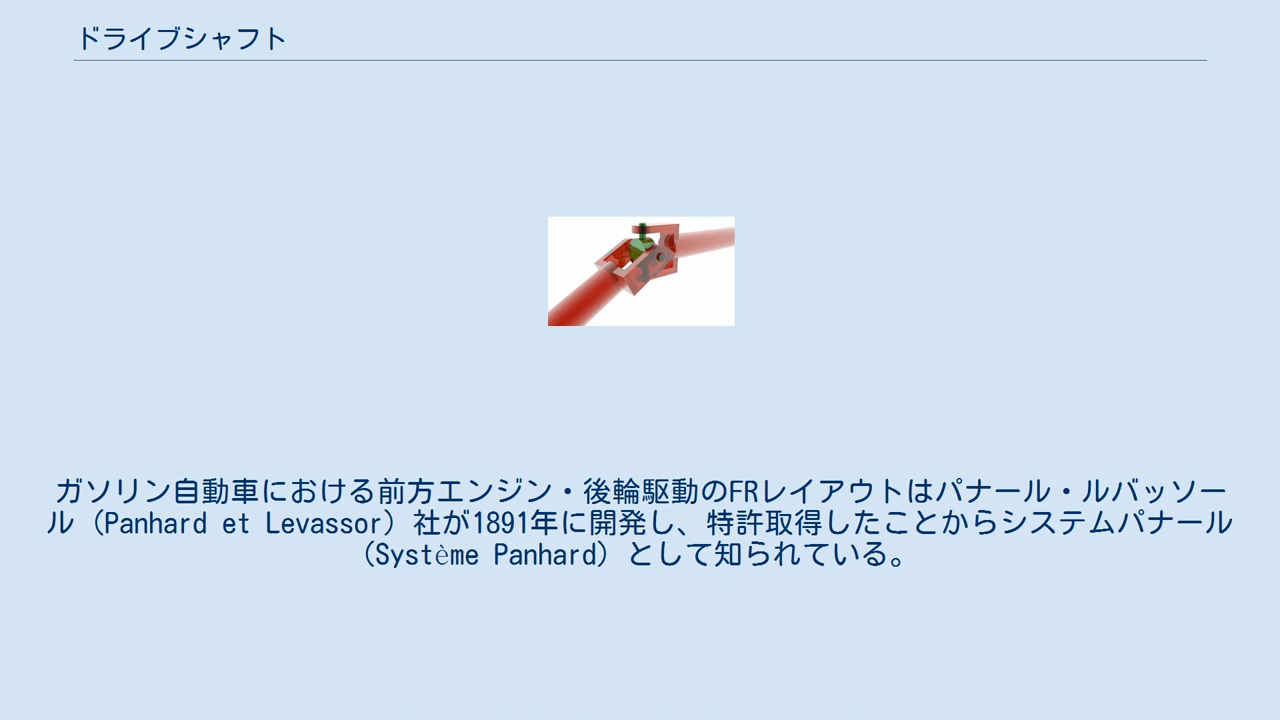 ドライブシャフト
ガソリン自動車における前方エンジン・後輪駆動のFRレイアウトはパナール・ルバッソー
ル（Panhard et Levassor）社が1891年に開発し、特許取得したことからシステムパナール
（Système Panhard）として知られている。